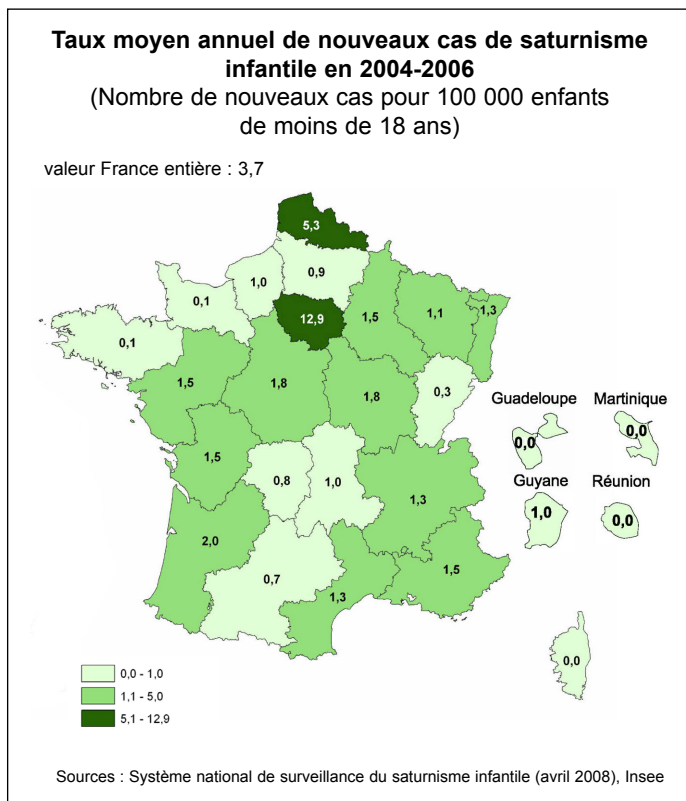 Taux moyen annuel de nouveaux cas de saturnisme
infantile en 2004-2006
(Nombre de nouveaux cas pour 100 000 enfants
de moins de 18 ans)
valeur France entière : 3,7
5,3
0,9
1,0
0,1
0,1
12,9
1,5
1,1
1,3
1,5
1,8
1,8
0,3
Guadeloupe
Martinique
0,0
0,0
1,5
0,8
1,0
1,3
Guyane
Réunion
1,0
0,0
2,0
0,7
1,3
1,5
0,0
0,0 - 1,0
1,1 - 5,0
5,1 - 12,9
Sources : Système national de surveillance du saturnisme infantile (avril 2008), Insee